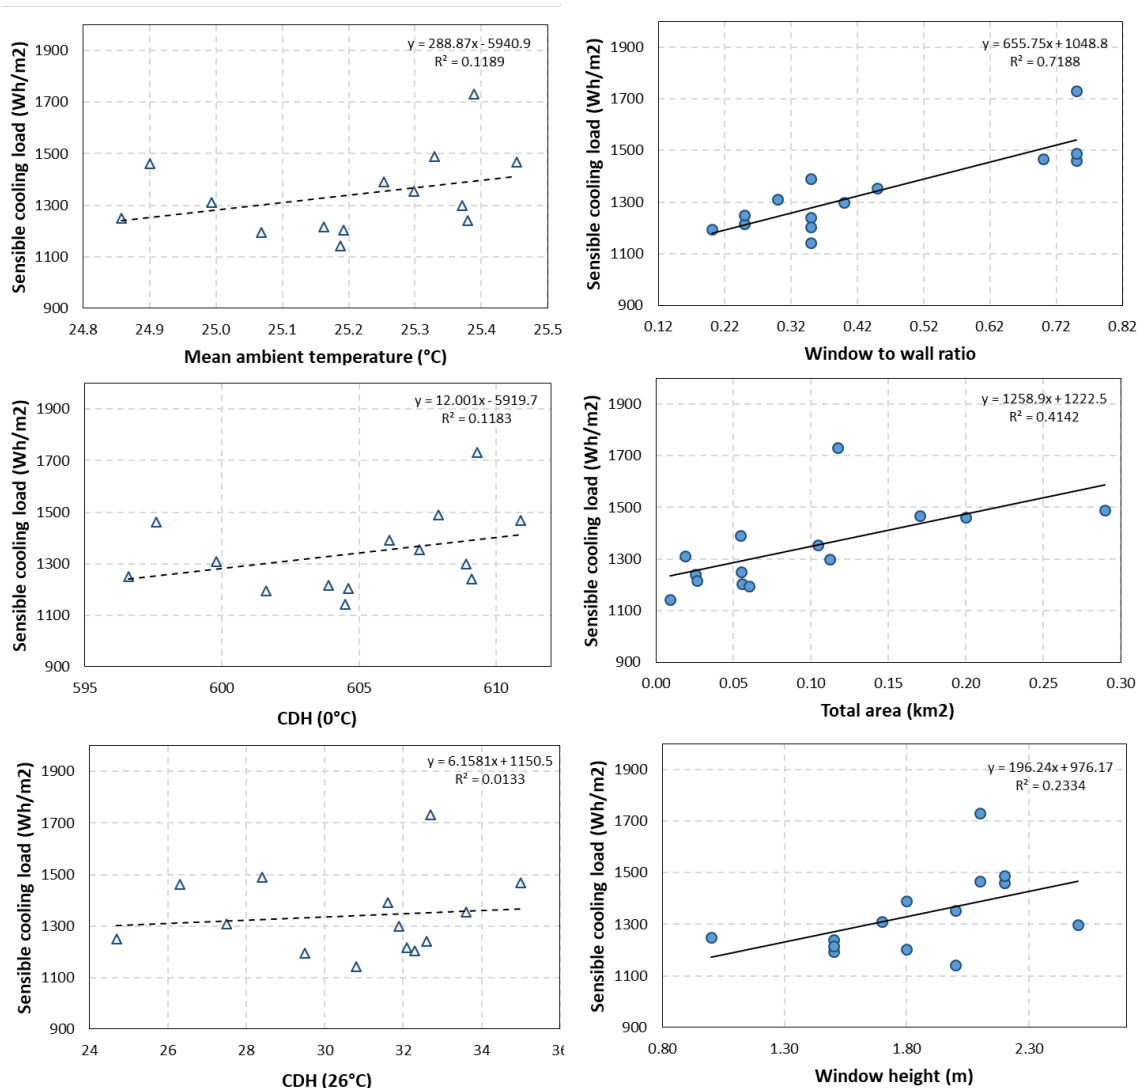 y = 288.87x - 5940.9
R² = 0.1189
1900
1700
1500
1300
1100
900
24.8 24.9 25.0 25.1 25.2 25.3 25.4 25.5
Sensible cooling load (Wh/m2)
Mean ambient temperature (°C)
y = 655.75x + 1048.8
R² = 0.7188
1900
1700
1500
1300
1100
900
0.12 0.22 0.32 0.42 0.52 0.62 0.72 0.82
Sensible cooling load (Wh/m2)
Window to wall ratio
y = 12.001x - 5919.7
R² = 0.1183
1900
1700
1500
1300
1100
900
595 600 605 610
Sensible cooling load (Wh/m2)
CDH (0°C)
y = 1258.9x + 1222.5
R² = 0.4142
1900
1700
1500
1300
1100
900
0.00 0.05 0.10 0.15 0.20 0.25 0.30
Sensible cooling load (Wh/m2)
Total area (km2)
y = 6.1581x + 1150.5
R² = 0.0133
1900
1700
1500
1300
1100
900
24 26 28 30 32 34
Sensible cooling load (Wh/m2)
CDH (26°C)
y = 196.24x + 976.17
R² = 0.2334
1900
1700
1500
1300
1100
900
0.80 1.30 1.80 2.30
Sensible cooling load (Wh/m2)
Window height (m)